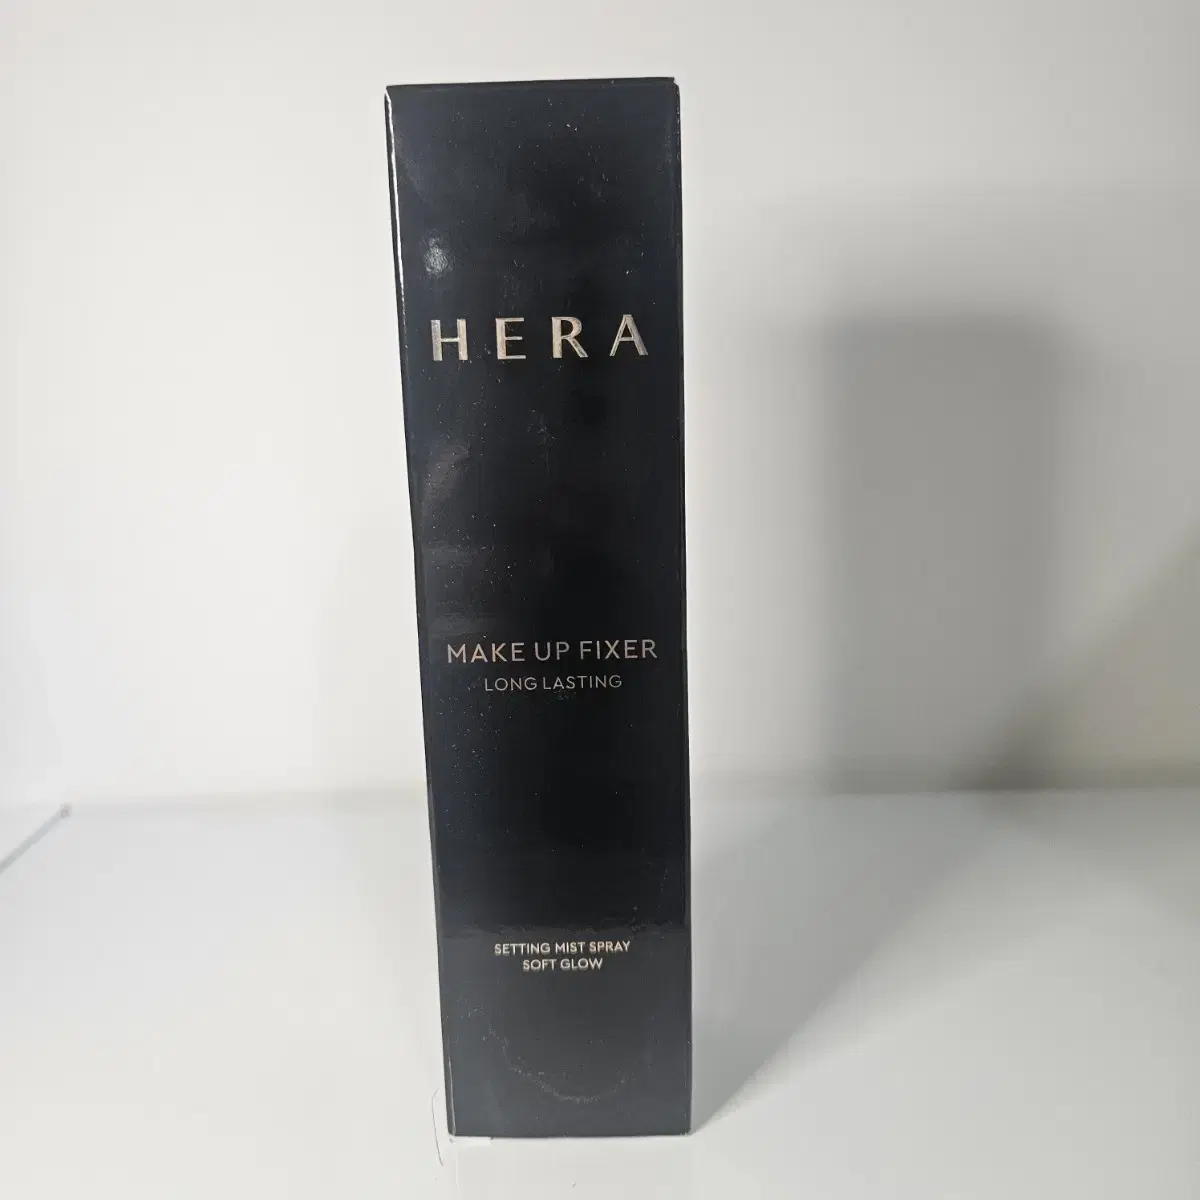 HERA
MAKE UP FIXER
LONG LASTING
SETTING MIST SPRAY
SOFT GLOW